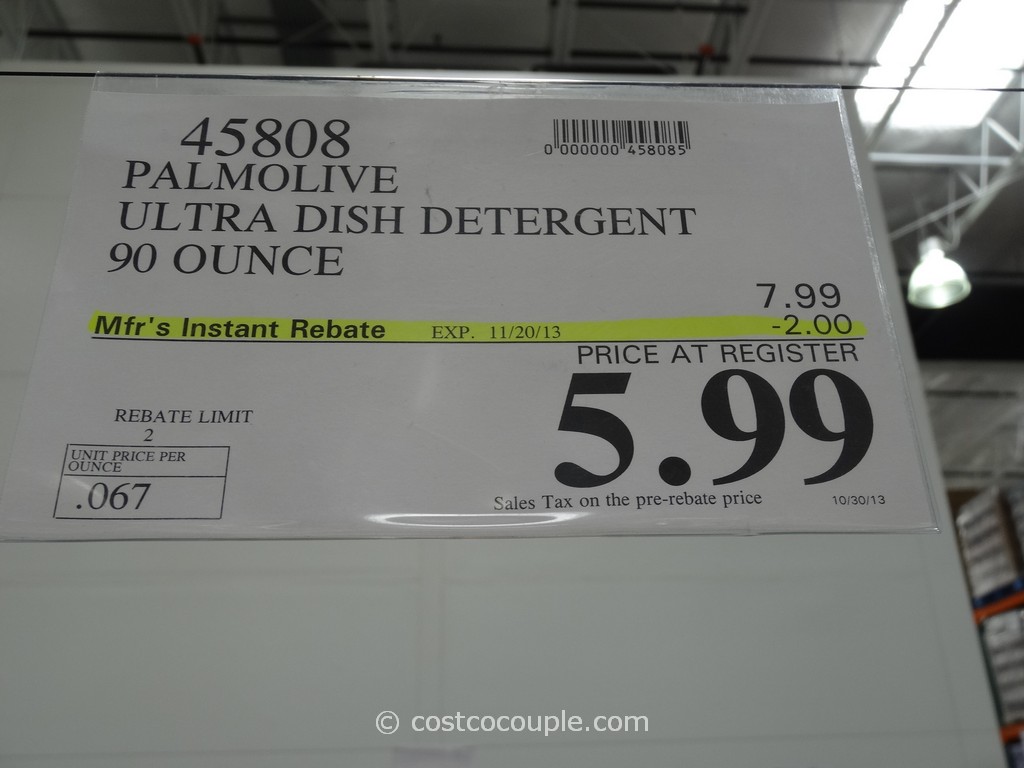 45808
0 000000 458085
PALMOLIVE
ULTRA DISH DETERGENT
90 OUNCE
7.99
Mfr's Instant Rebate EXP. 11/20/13 -2.00
PRICE AT REGISTER
5.99
REBATE LIMIT
2
UNIT PRICE PER
OUNCE
.067
Sales Tax on the pre-rebate price 10/30/13
© costcocouple.com